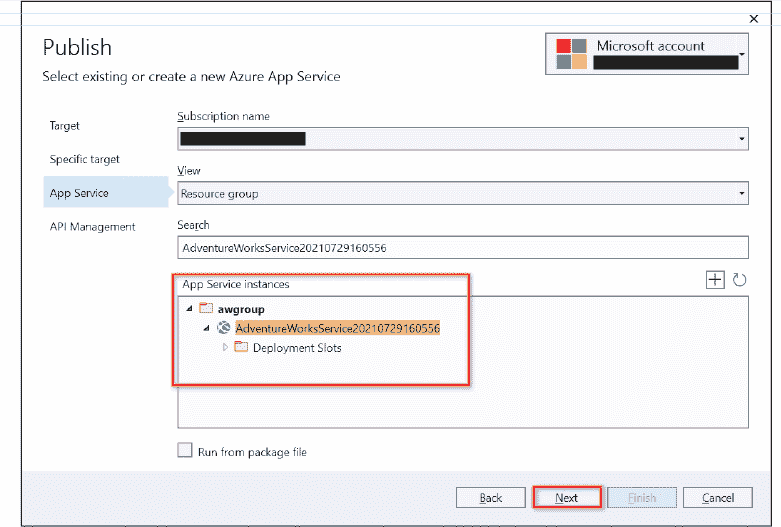 Publish
Select existing or create a new Azure App Service
Microsoft account
Target
Specific target
App Service
API Management
Subscription name
View
Resource group
Search
AdventureWorksService20210729160556
App Service instances
awgroup
AdventureWorksService20210729160556
Deployment Slots
Run from package file
Back
Next
Finish
Cancel